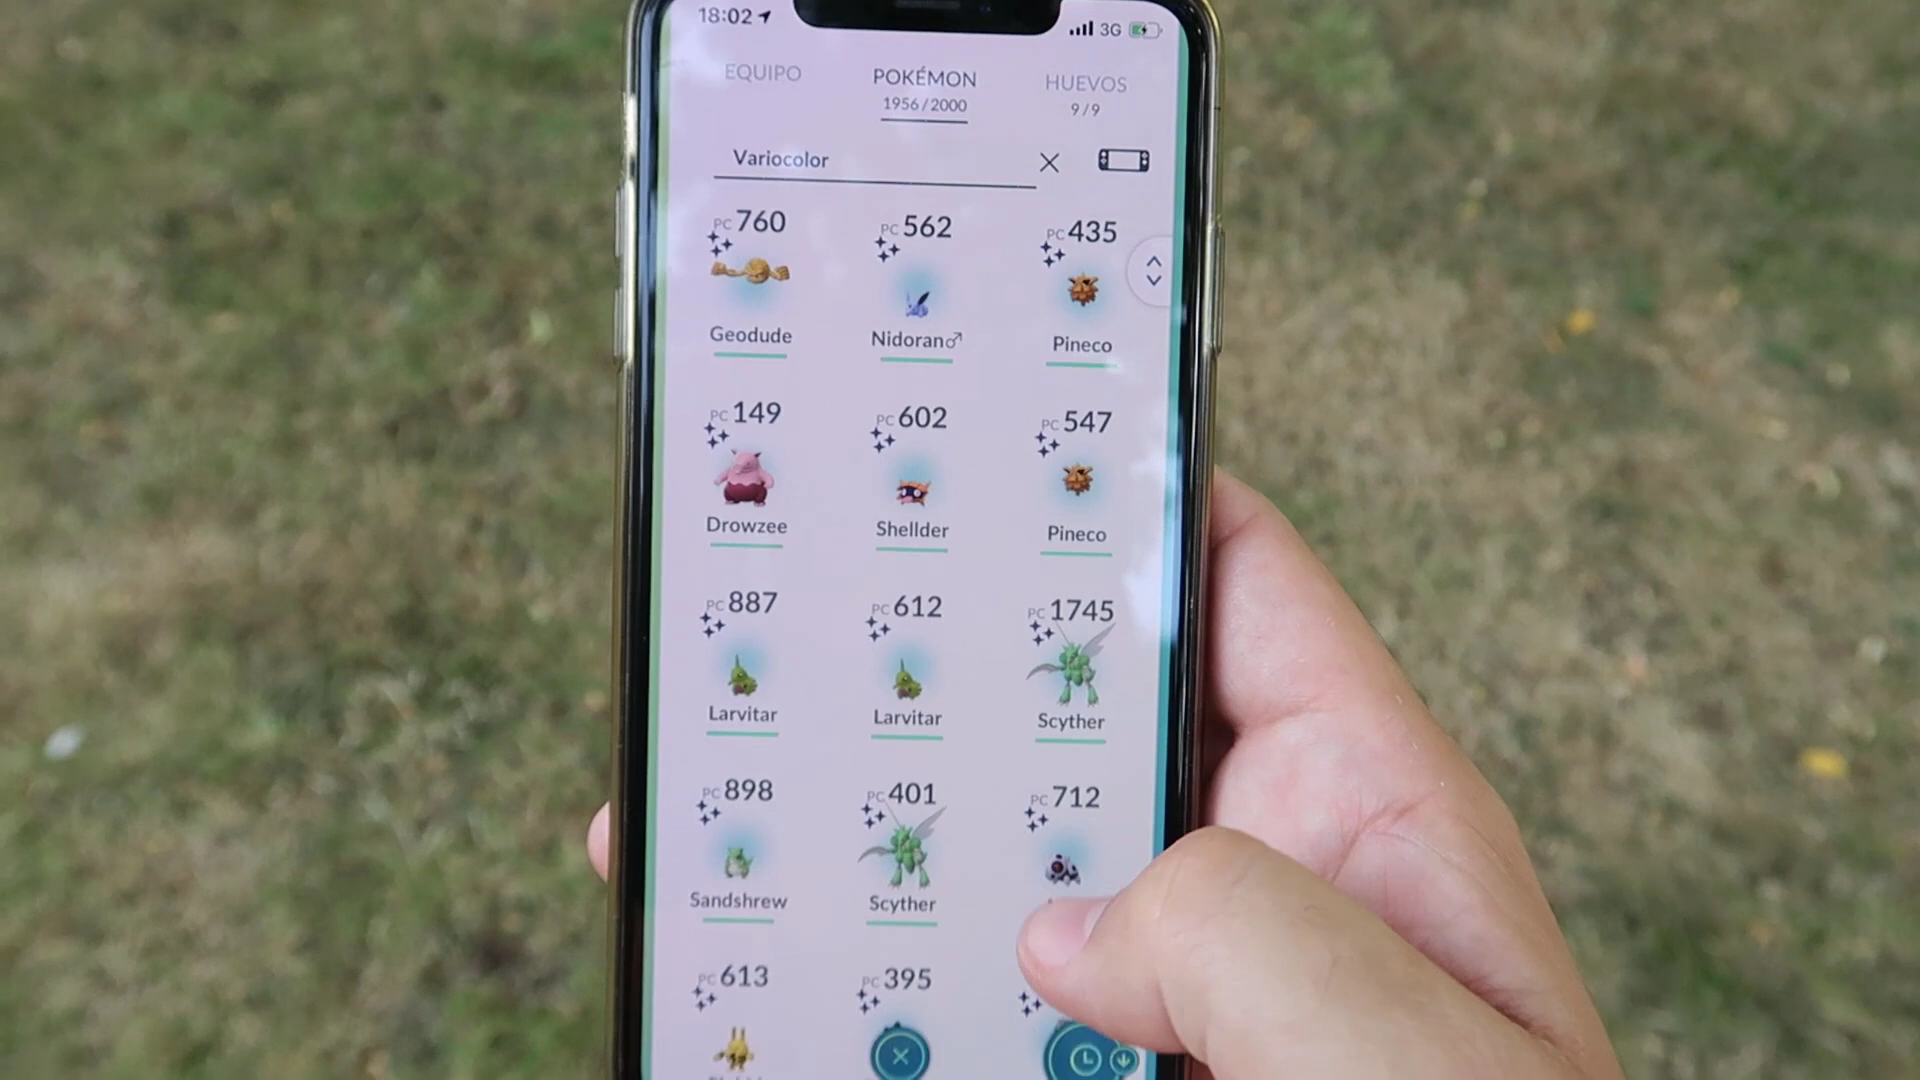 18:02
3G
EQUIPO
POKÉMON
HUEVOS
1956/2000
9/9
Variocolor
PC 760
PC 562
PC 435
Geodude
Nidoran♂
Pineco
PC 149
PC 602
PC 547
Drowzee
Shellder
Pineco
PC 887
PC 612
PC 1745
Larvitar
Larvitar
Scyther
PC 898
PC 401
PC 712
Sandshrew
Scyther
PC 613
PC 395